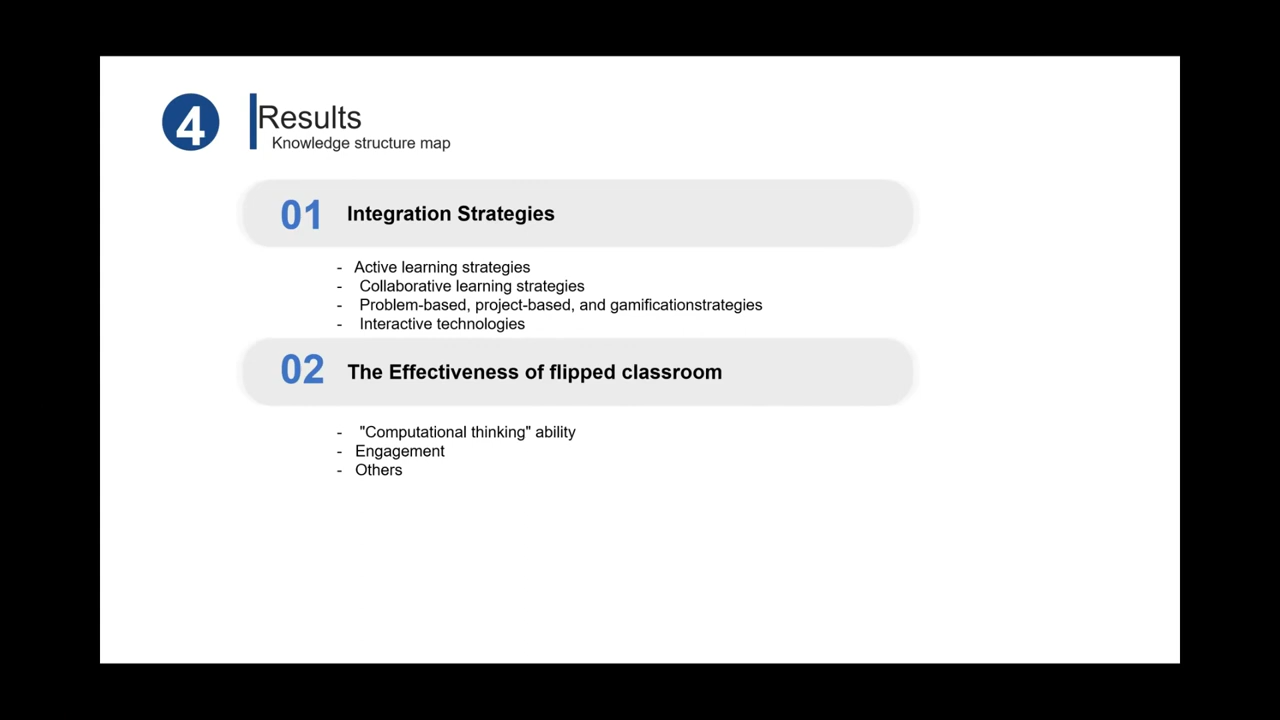 4
Results
Knowledge structure map
01 Integration Strategies
- Active learning strategies
- Collaborative learning strategies
- Problem-based, project-based, and gamificationstrategies
- Interactive technologies
02 The Effectiveness of flipped classroom
- "Computational thinking" ability
- Engagement
- Others